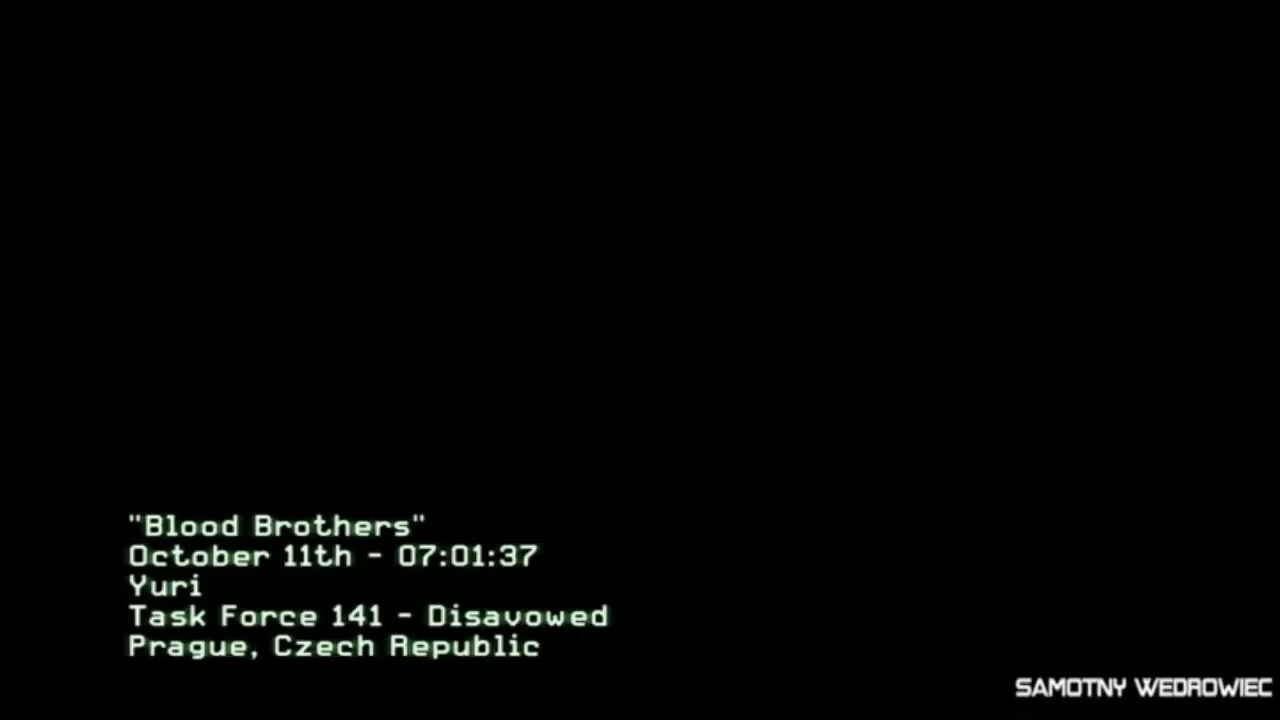 "Blood Brothers"
October 11th - 07:01:37
Yuri
Task Force 141 - Disavowed
Prague, Czech Republic
SAMOTNY WEDROWIEC